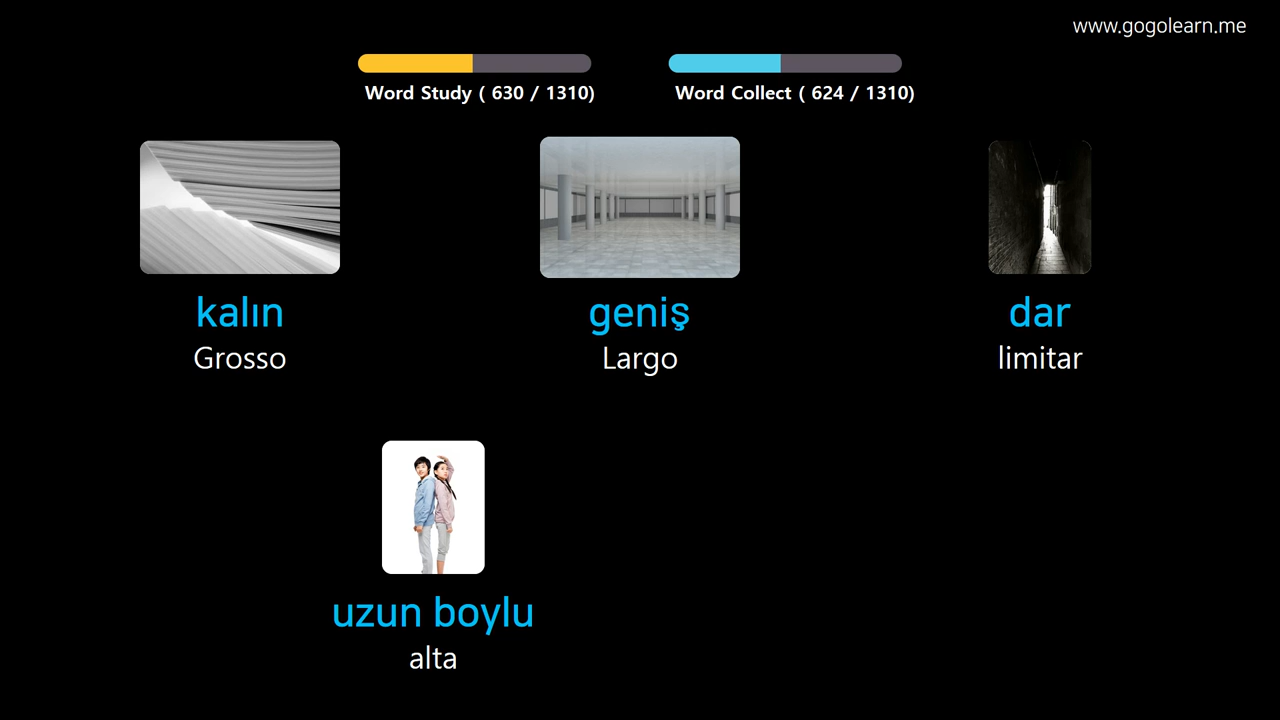 www.gogolearn.me
Word Study ( 630 / 1310)
Word Collect ( 624 / 1310)
kalın
Grosso
geniş
Largo
dar
limitar
uzun boylu
alta